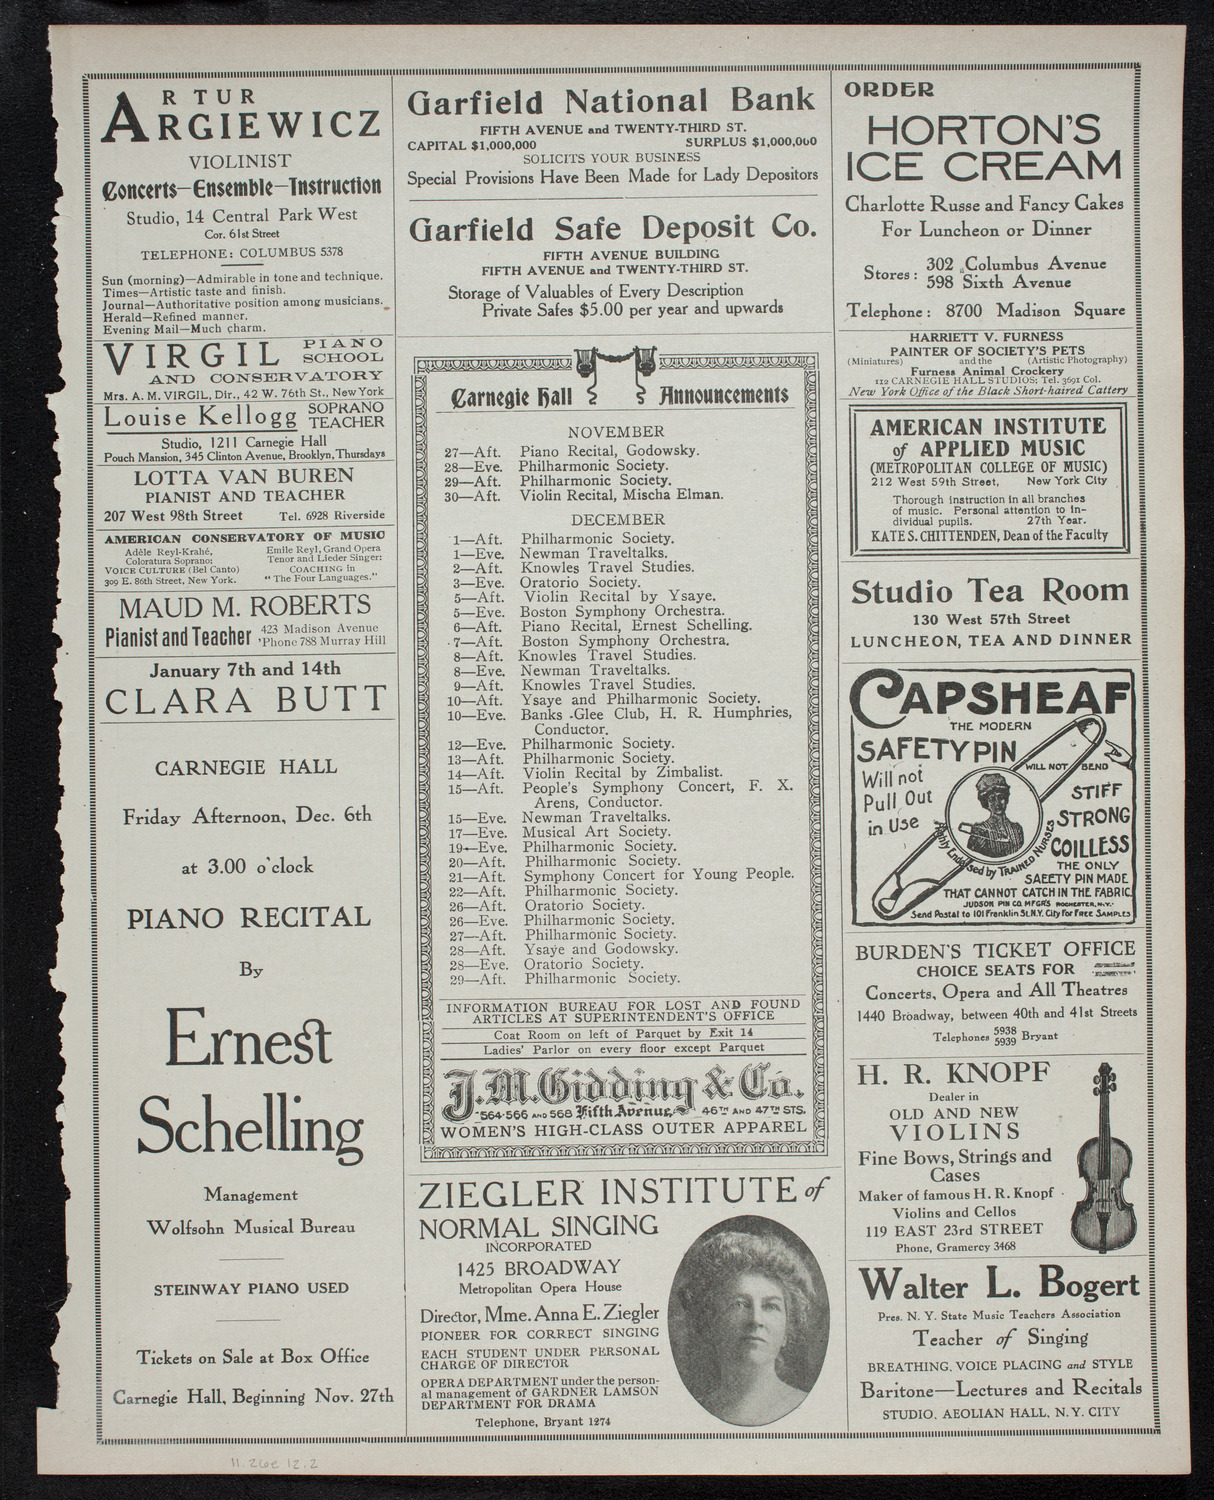 ARTUR
ARGIEWICZ
VIOLINIST
Concerts—Ensemble—Instruction
Studio, 14 Central Park West
Cor. 61st Street
TELEPHONE: COLUMBUS 5378
Sun (morning)—Admirable in tone and technique.
Times—Artistic taste and finish.
Journal—Authoritative position among musicians.
Herald—Refined manner.
Evening Mail—Much charm.
VIRGIL PIANO
SCHOOL
AND CONSERVATORY
Mrs. A. M. VIRGIL, Dir., 42 W. 76th St., New York
Louise Kellogg SOPRANO
TEACHER
Studio, 1211 Carnegie Hall
Pouch Mansion, 345 Clinton Avenue, Brooklyn, Thursdays
LOTTA VAN BUREN
PIANIST AND TEACHER
207 West 98th Street Tel. 6928 Riverside
AMERICAN CONSERVATORY OF MUSIC
Adèle Reyl-Krahé,
Coloratura Soprano:
VOICE CULTURE (Bel Canto)
309 E. 86th Street, New York.
Emile Reyl, Grand Opera
Tenor and Lieder Singer:
COACHING in
"The Four Languages."
MAUD M. ROBERTS
Pianist and Teacher 423 Madison Avenue
'Phone 788 Murray Hill
January 7th and 14th
CLARA BUTT
CARNEGIE HALL
Friday Afternoon, Dec. 6th
at 3.00 o'clock
PIANO RECITAL
By
Ernest
Schelling
Management
Wolfsohn Musical Bureau
STEINWAY PIANO USED
Tickets on Sale at Box Office
Carnegie Hall, Beginning Nov. 27th
Garfield National Bank
FIFTH AVENUE and TWENTY-THIRD ST.
CAPITAL $1,000,000 SURPLUS $1,000,000
SOLICITS YOUR BUSINESS
Special Provisions Have Been Made for Lady Depositors
Garfield Safe Deposit Co.
FIFTH AVENUE BUILDING
FIFTH AVENUE and TWENTY-THIRD ST.
Storage of Valuables of Every Description
Private Safes $5.00 per year and upwards
Carnegie Hall Announcements
NOVEMBER
27—Aft. Piano Recital, Godowsky.
28—Eve. Philharmonic Society.
29—Aft. Philharmonic Society.
30—Aft. Violin Recital, Mischa Elman.
DECEMBER
1—Aft. Philharmonic Society.
1—Eve. Newman Traveltalks.
2—Aft. Knowles Travel Studies.
3—Eve. Oratorio Society.
5—Aft. Violin Recital by Ysaye.
5—Eve. Boston Symphony Orchestra.
6—Aft. Piano Recital, Ernest Schelling.
7—Aft. Boston Symphony Orchestra.
8—Aft. Knowles Travel Studies.
8—Eve. Newman Traveltalks.
9—Aft. Knowles Travel Studies.
10—Aft. Ysaye and Philharmonic Society.
10—Eve. Banks Glee Club, H. R. Humphries,
Conductor.
12—Eve. Philharmonic Society.
13—Aft. Philharmonic Society.
14—Aft. Violin Recital by Zimbalist.
15—Aft. People's Symphony Concert, F. X.
Arens, Conductor.
15—Eve. Newman Traveltalks.
17—Eve. Musical Art Society.
19—Eve. Philharmonic Society.
20—Aft. Philharmonic Society.
21—Aft. Symphony Concert for Young People.
22—Aft. Philharmonic Society.
26—Aft. Oratorio Society.
26—Eve. Philharmonic Society.
27—Aft. Philharmonic Society.
28—Aft. Ysaye and Godowsky.
28—Eve. Oratorio Society.
29—Aft. Philharmonic Society.
INFORMATION BUREAU FOR LOST AND FOUND
ARTICLES AT SUPERINTENDENT'S OFFICE
Coat Room on left of Parquet by Exit 14
Ladies' Parlor on every floor except Parquet
J. M. Gidding & Co.
564-566 AND 568 Fifth Avenue, 46TH AND 47TH STS.
WOMEN'S HIGH-CLASS OUTER APPAREL
ZIEGLER INSTITUTE of
NORMAL SINGING
INCORPORATED
1425 BROADWAY
Metropolitan Opera House
Director, Mme. Anna E. Ziegler
PIONEER FOR CORRECT SINGING
EACH STUDENT UNDER PERSONAL
CHARGE OF DIRECTOR
OPERA DEPARTMENT under the person-
al management of GARDNER LAMSON
DEPARTMENT FOR DRAMA
Telephone, Bryant 1274
ORDER
HORTON'S
ICE CREAM
Charlotte Russe and Fancy Cakes
For Luncheon or Dinner
Stores: 302 Columbus Avenue
598 Sixth Avenue
Telephone: 8700 Madison Square
HARRIETT V. FURNESS
PAINTER OF SOCIETY'S PETS
(Miniatures) and the (Artistic Photography)
Furness Animal Crockery
112 CARNEGIE HALL STUDIOS; Tel. 3691 Col.
New York Office of the Black Short-haired Cattery
AMERICAN INSTITUTE
of APPLIED MUSIC
(METROPOLITAN COLLEGE OF MUSIC)
212 West 59th Street, New York City
Thorough instruction in all branches
of music. Personal attention to in-
dividual pupils. 27th Year.
KATE S. CHITTENDEN, Dean of the Faculty
Studio Tea Room
130 West 57th Street
LUNCHEON, TEA AND DINNER
CAPSHEAF
THE MODERN
SAFETY PIN
WILL NOT BEND
Will not
Pull Out
in Use
STIFF
STRONG
COILLESS
Highly Endorsed by TRAINED NURSES
THE ONLY
SAFETY PIN MADE
THAT CANNOT CATCH IN THE FABRIC.
JUDSON PIN CO. MFGR'S ROCHESTER, N.Y.
Send Postal to 101 Franklin St. N.Y. City for FREE SAMPLES
BURDEN'S TICKET OFFICE
CHOICE SEATS FOR
Concerts, Opera and All Theatres
1440 Broadway, between 40th and 41st Streets
Telephones 5938
5939 Bryant
H. R. KNOPF
Dealer in
OLD AND NEW
VIOLINS
Fine Bows, Strings and
Cases
Maker of famous H. R. Knopf
Violins and Cellos
119 EAST 23rd STREET
Phone, Gramercy 3468
Walter L. Bogert
Pres. N. Y. State Music Teachers Association
Teacher of Singing
BREATHING, VOICE PLACING and STYLE
Baritone—Lectures and Recitals
STUDIO, AEOLIAN HALL, N. Y. CITY
11.26e.12.2